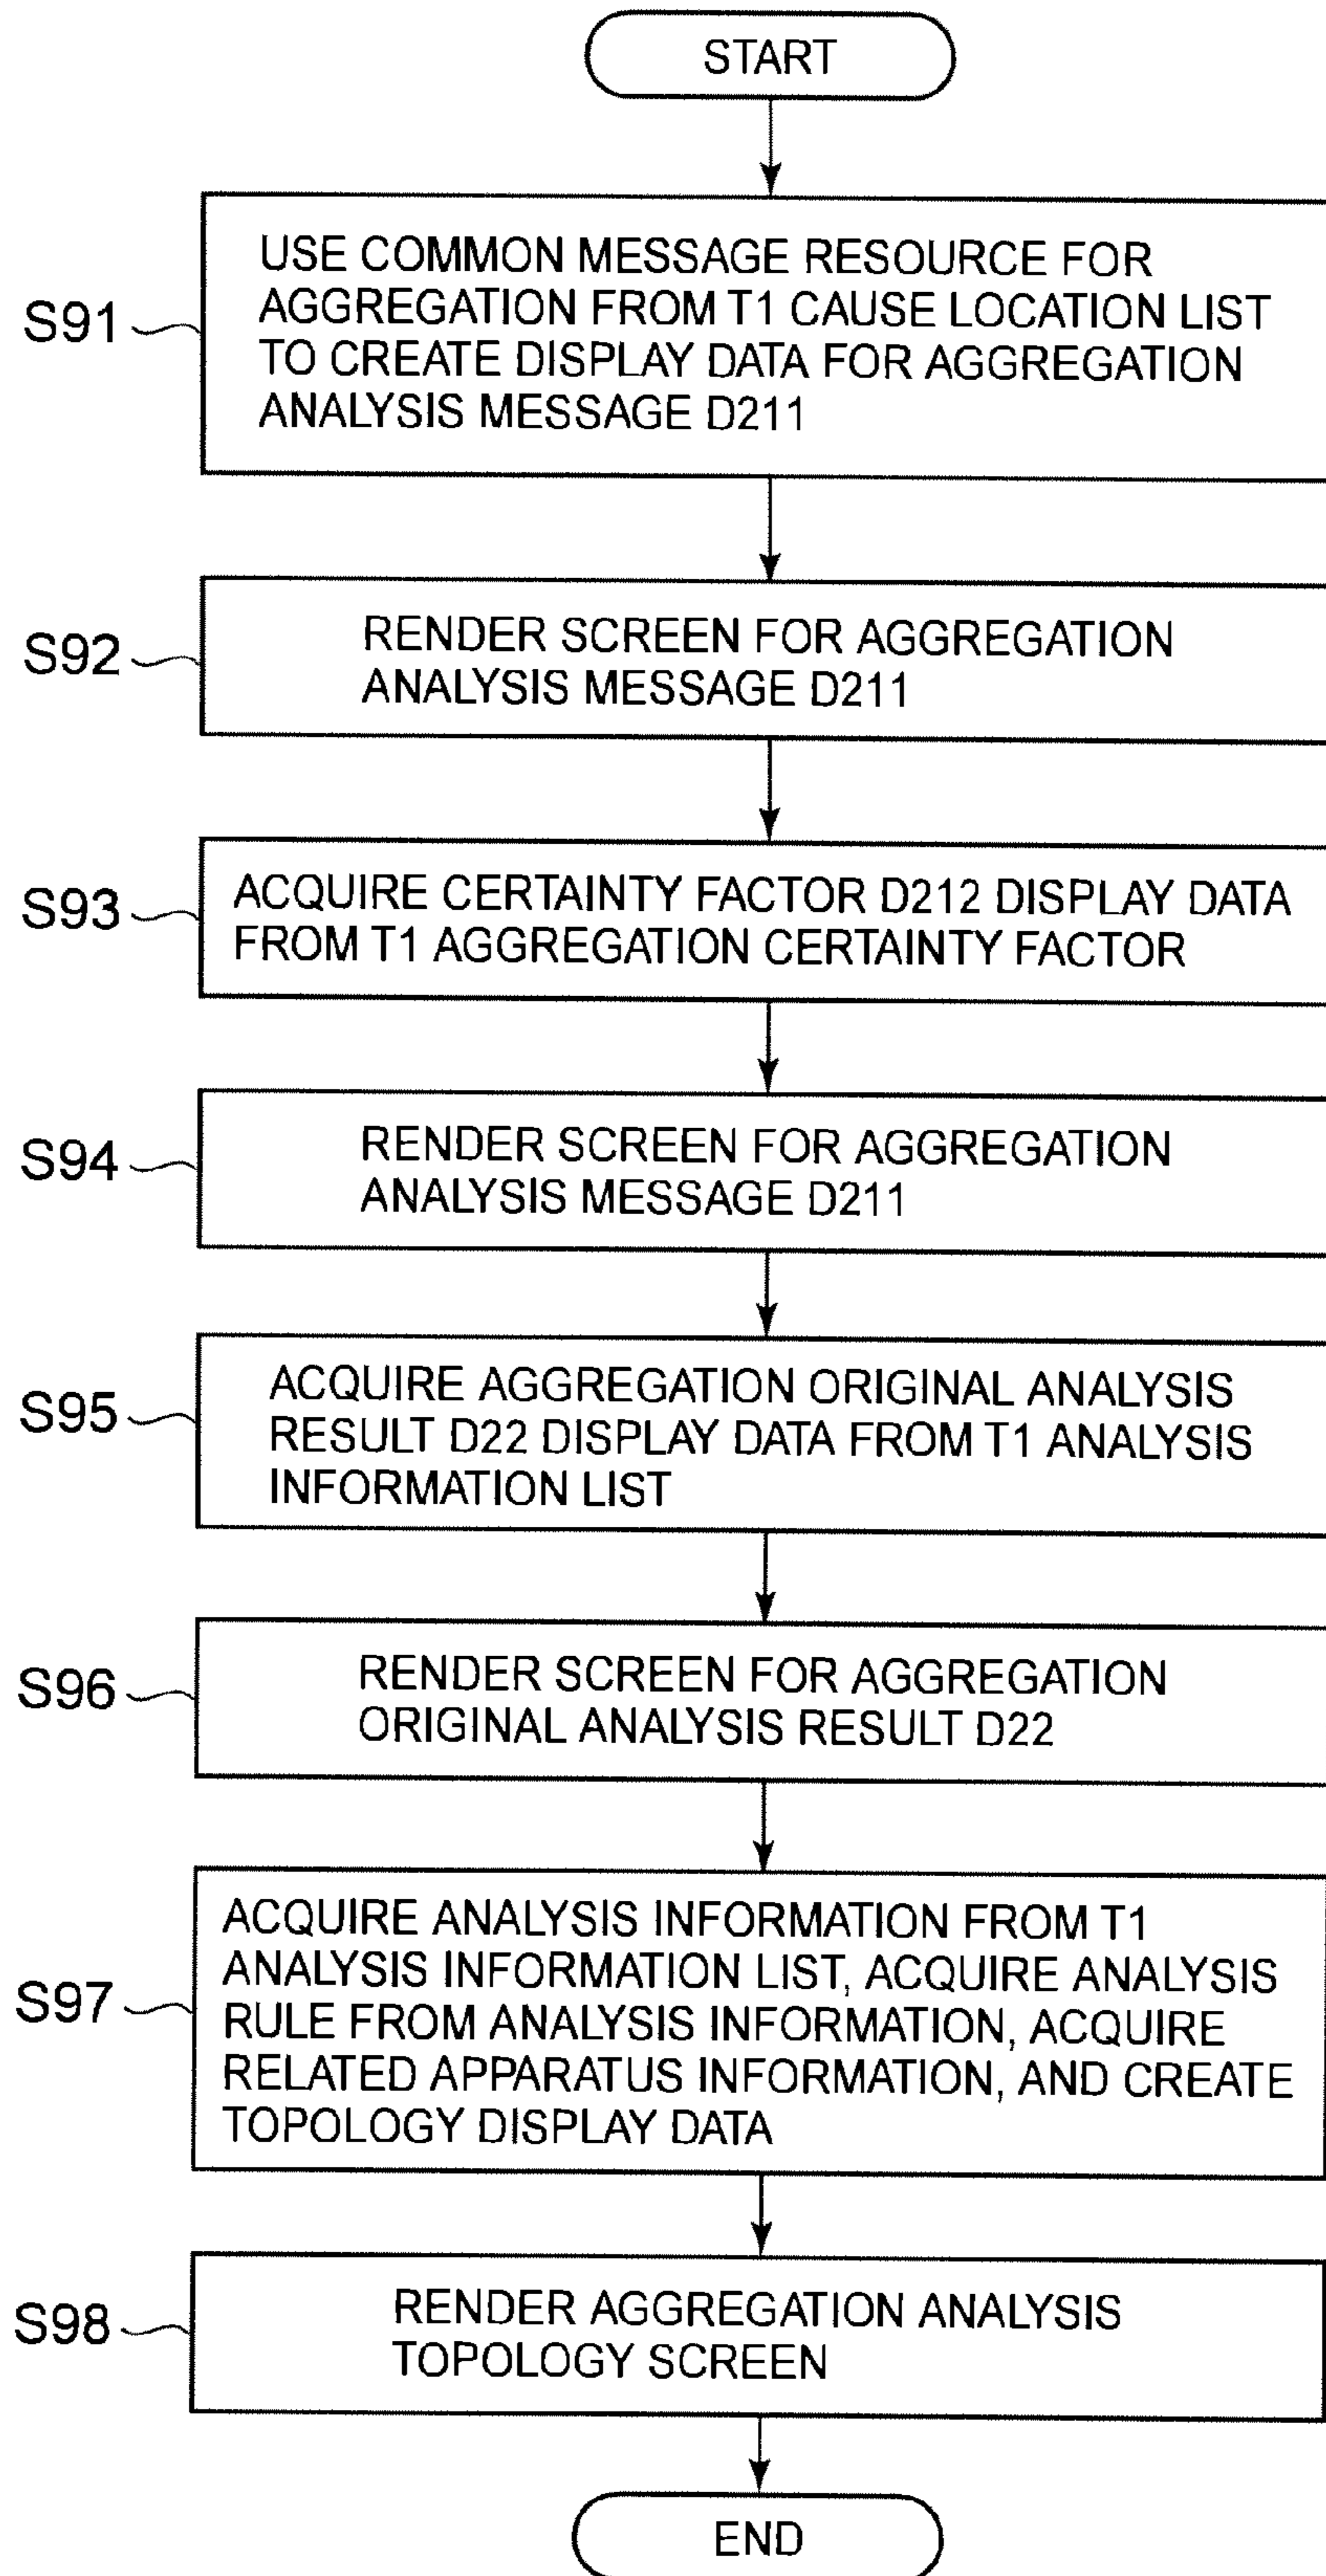 START
S91
USE COMMON MESSAGE RESOURCE FOR
AGGREGATION FROM T1 CAUSE LOCATION LIST
TO CREATE DISPLAY DATA FOR AGGREGATION
ANALYSIS MESSAGE D211
S92
RENDER SCREEN FOR AGGREGATION
ANALYSIS MESSAGE D211
S93
ACQUIRE CERTAINTY FACTOR D212 DISPLAY DATA
FROM T1 AGGREGATION CERTAINTY FACTOR
S94
RENDER SCREEN FOR AGGREGATION
ANALYSIS MESSAGE D211
S95
ACQUIRE AGGREGATION ORIGINAL ANALYSIS
RESULT D22 DISPLAY DATA FROM T1 ANALYSIS
INFORMATION LIST
S96
RENDER SCREEN FOR AGGREGATION
ORIGINAL ANALYSIS RESULT D22
S97
ACQUIRE ANALYSIS INFORMATION FROM T1
ANALYSIS INFORMATION LIST, ACQUIRE ANALYSIS
RULE FROM ANALYSIS INFORMATION, ACQUIRE
RELATED APPARATUS INFORMATION, AND CREATE
TOPOLOGY DISPLAY DATA
S98
RENDER AGGREGATION ANALYSIS
TOPOLOGY SCREEN
END